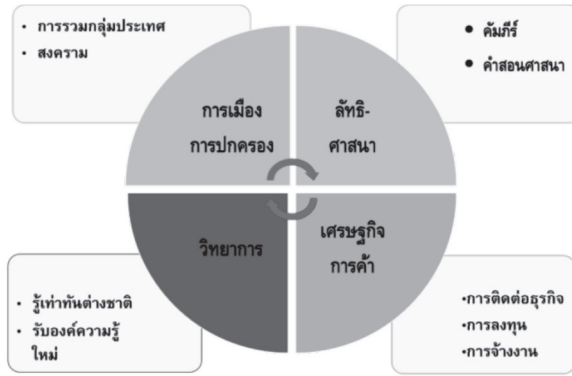 • การรวมกลุ่มประเทศ
• สงคราม
• คัมภีร์
• คำสอนศาสนา
การเมือง
การปกครอง
ลัทธิ-
ศาสนา
วิทยาการ
เศรษฐกิจ
การค้า
• รู้เท่าทันต่างชาติ
• รับองค์ความรู้
ใหม่
•การติดต่อธุรกิจ
•การลงทุน
•การจ้างงาน